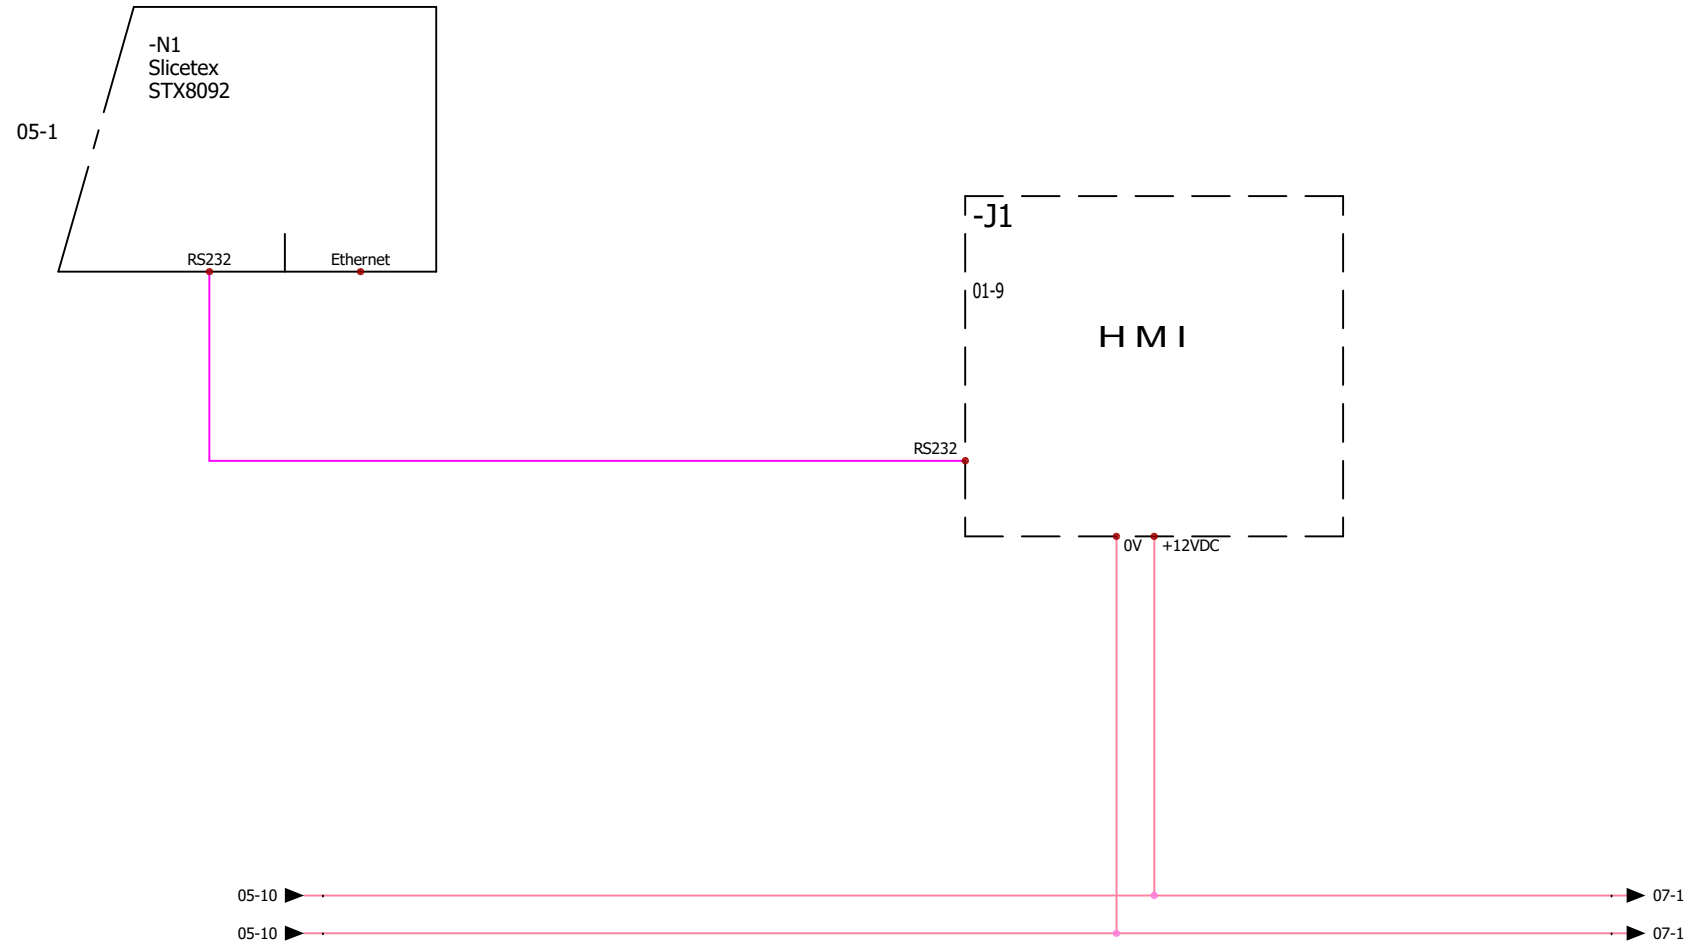 -N1
Slicetex
STX8092
05-1
RS232
Ethernet
-J1
01-9
HMI
RS232
0V
+12VDC
05-10
07-1
05-10
07-1